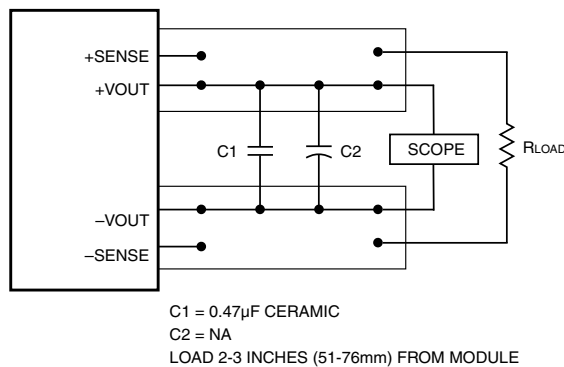 +SENSE
+VOUT
C1
C2
SCOPE
RLOAD
–VOUT
–SENSE
C1 = 0.47µF CERAMIC
C2 = NA
LOAD 2-3 INCHES (51-76mm) FROM MODULE